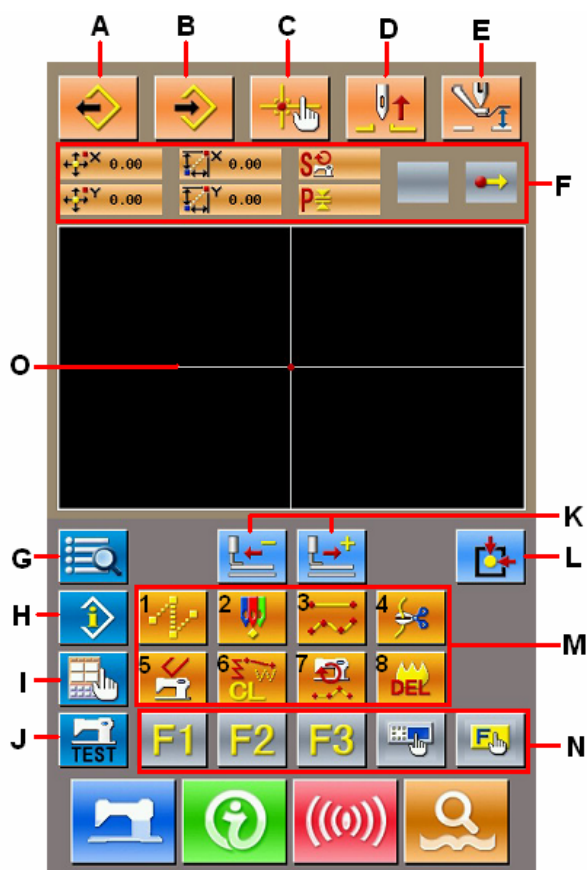 A B C D E
X 0.00 X 0.00 S
F
Y 0.00 Y 0.00 P
O
K
G L
H 1 2 3 4
M
I 5 6 CL 7 8 DEL
J TEST F1 F2 F3 F N